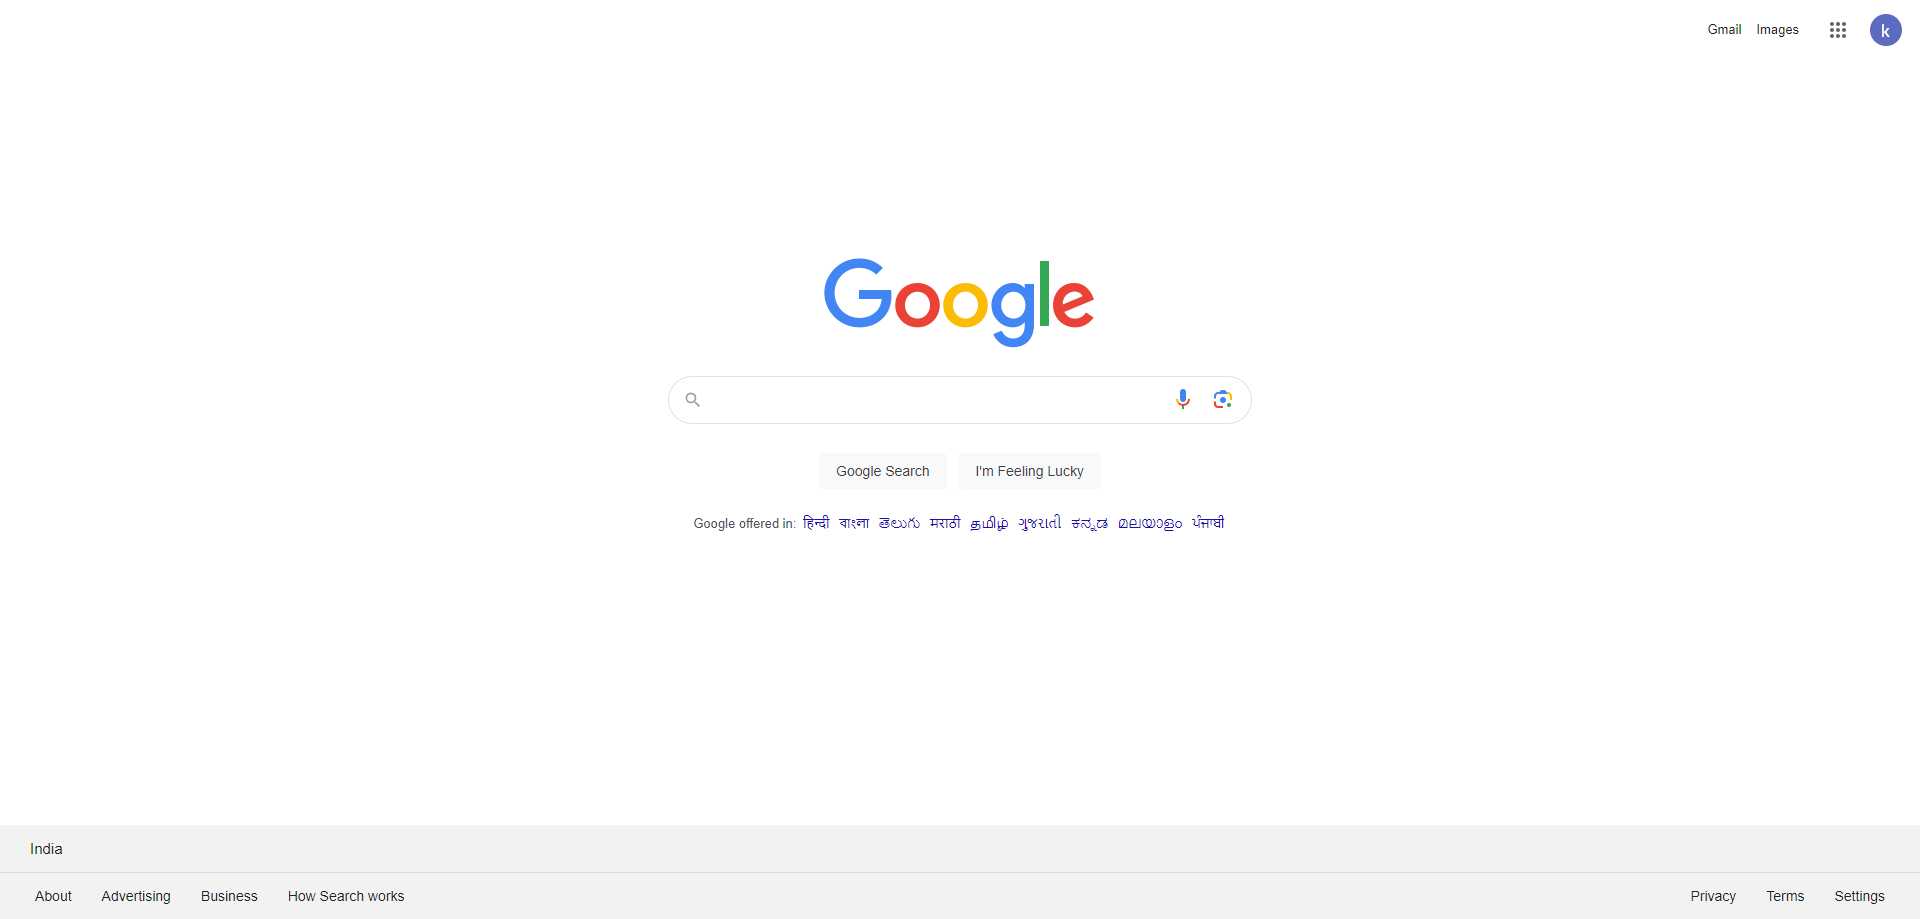 Gmail Images
k
Google
Google Search I'm Feeling Lucky
Google offered in: हिन्दी বাংলা తెలుగు मराठी தமிழ் ગુજરાતી ಕನ್ನಡ മലയാളം ਪੰਜਾਬੀ
India
About Advertising Business How Search works Privacy Terms Settings